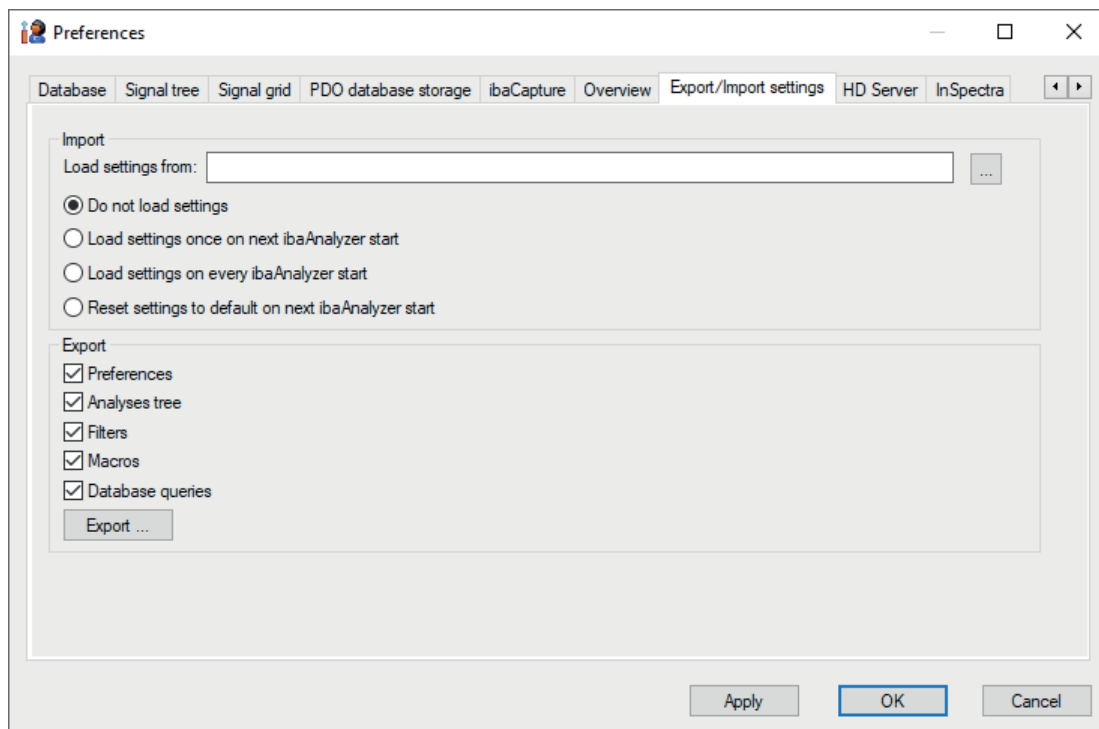 Preferences
Database Signal tree Signal grid PDO database storage ibaCapture Overview Export/Import settings HD Server InSpectra
Import
Load settings from: ...
Do not load settings
Load settings once on next ibaAnalyzer start
Load settings on every ibaAnalyzer start
Reset settings to default on next ibaAnalyzer start
Export
Preferences
Analyses tree
Filters
Macros
Database queries
Export ...
Apply OK Cancel